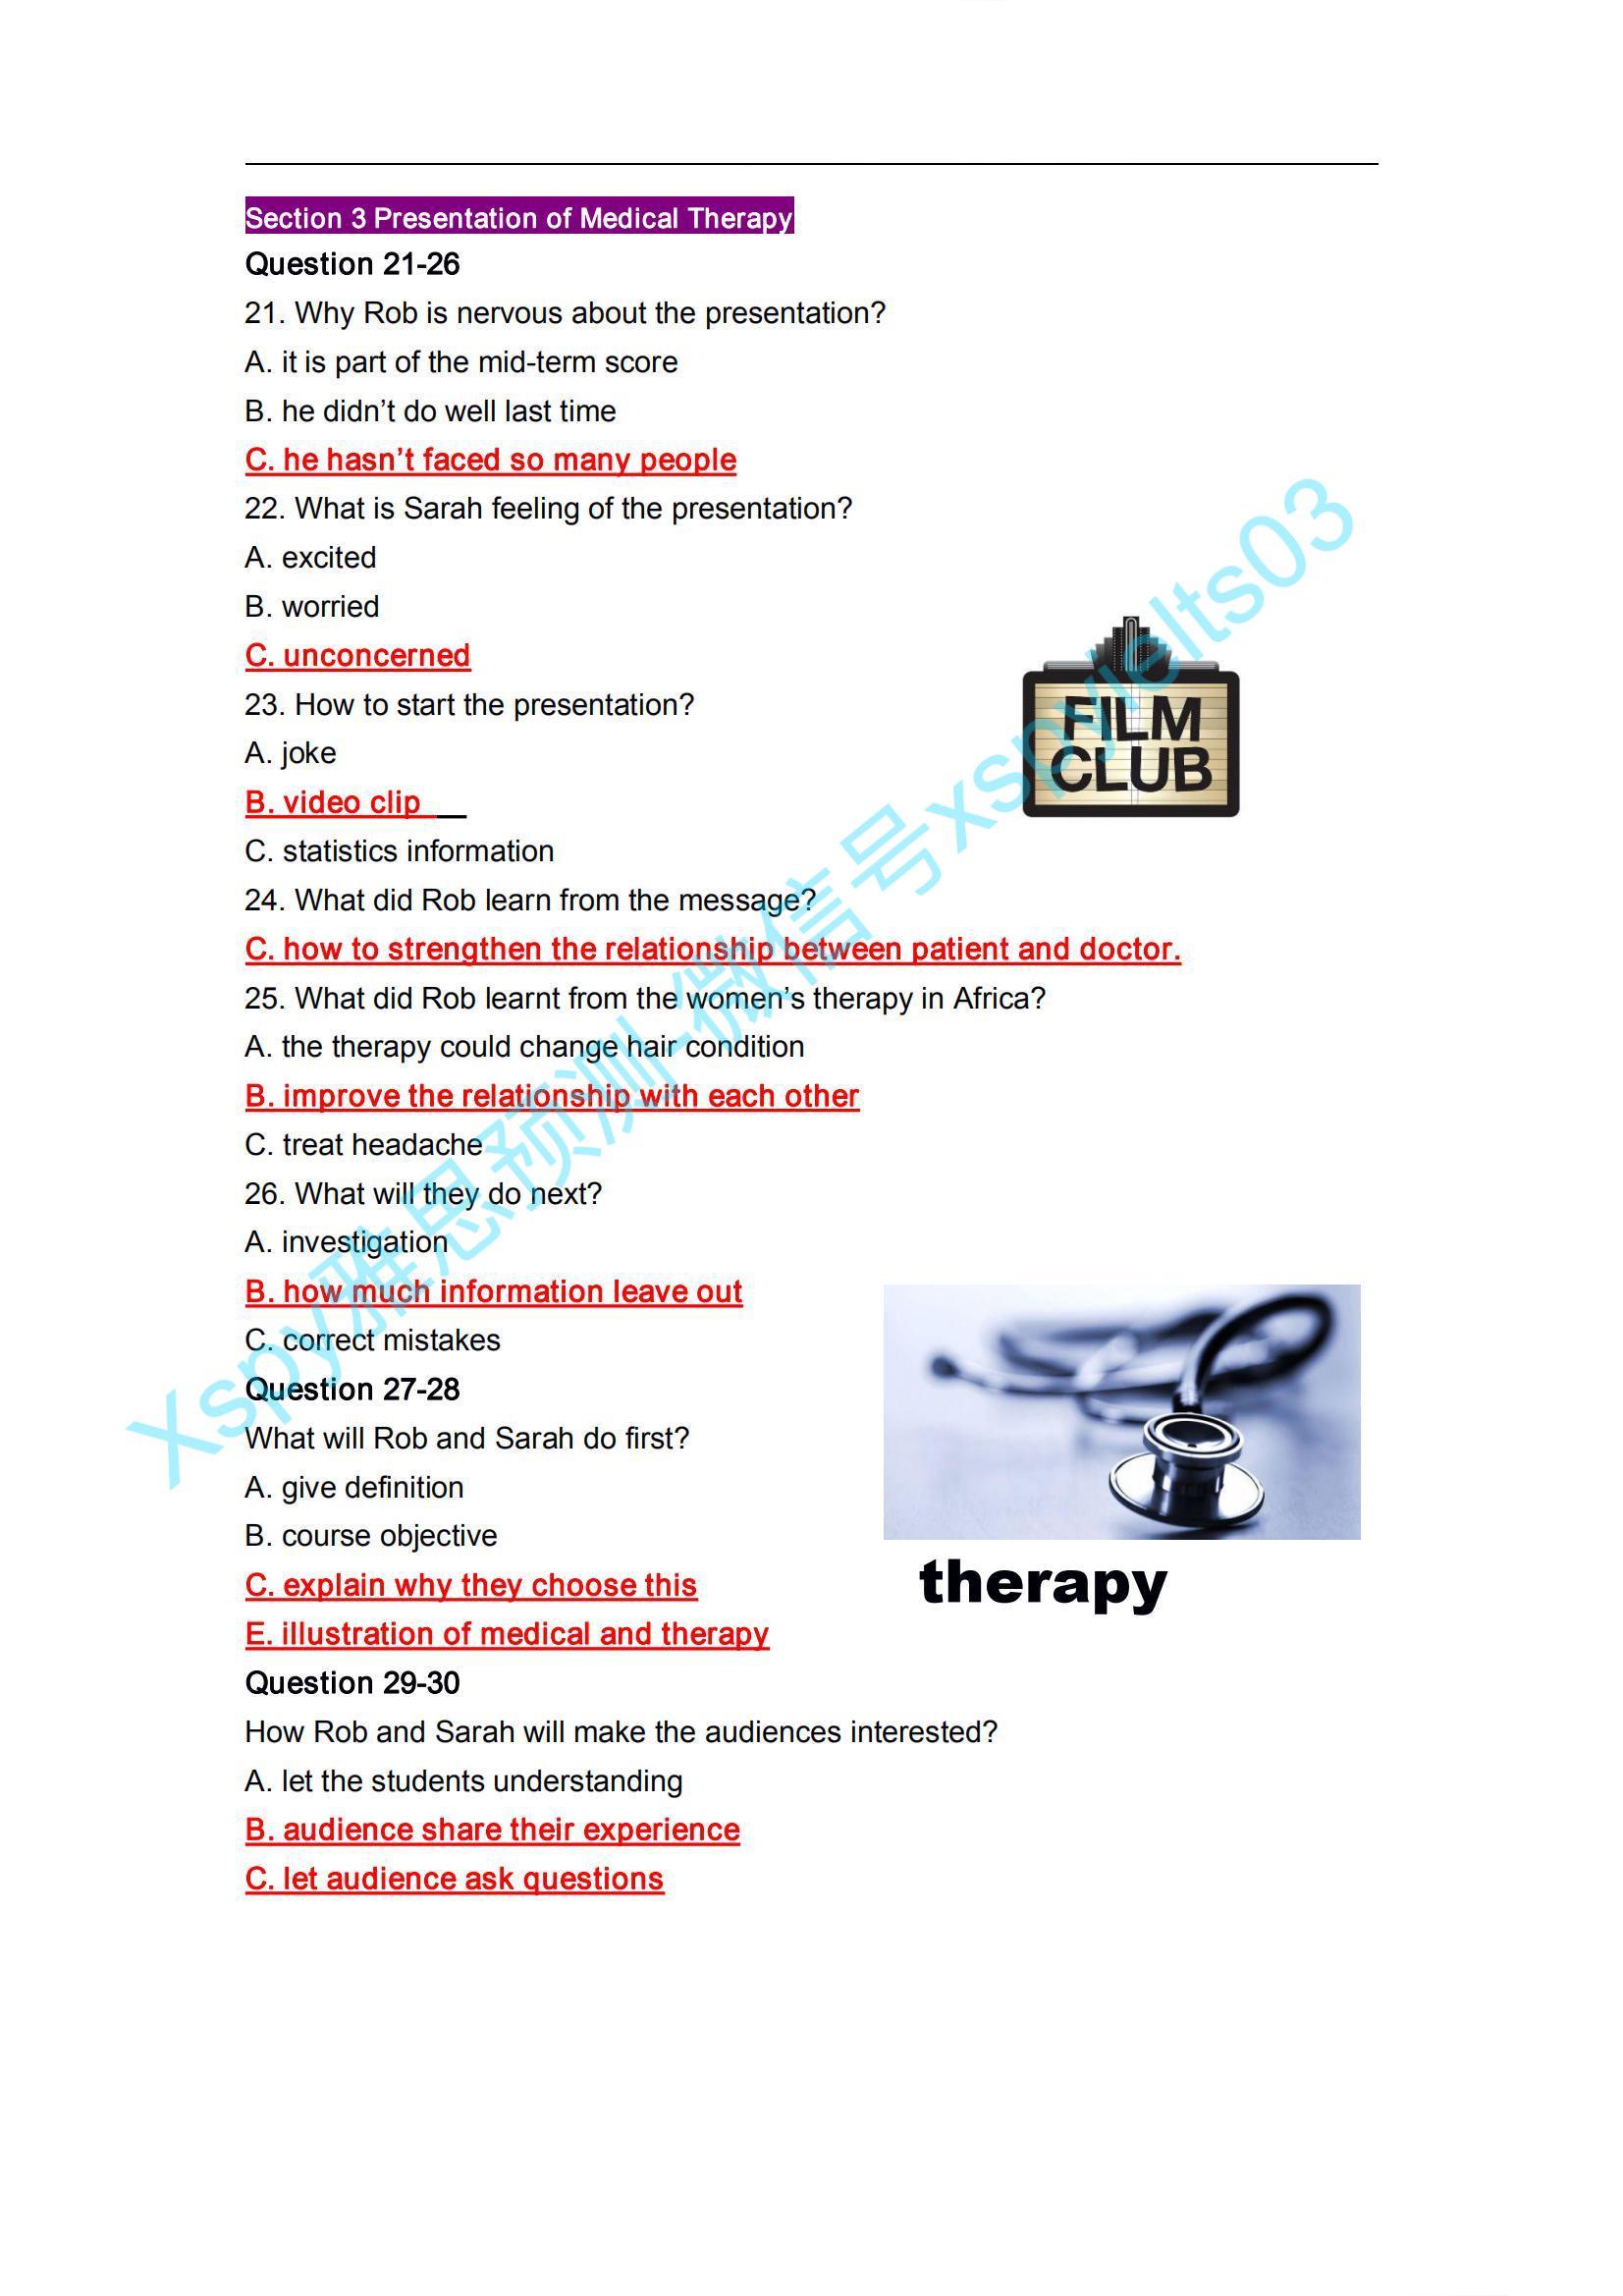 Section 3 Presentation of Medical Therapy
Question 21-26
21. Why Rob is nervous about the presentation?
A. it is part of the mid-term score
B. he didn’t do well last time
C. he hasn’t faced so many people
22. What is Sarah feeling of the presentation?
A. excited
B. worried
C. unconcerned
23. How to start the presentation?
A. joke
B. video clip
C. statistics information
24. What did Rob learn from the message?
C. how to strengthen the relationship between patient and doctor.
25. What did Rob learnt from the women’s therapy in Africa?
A. the therapy could change hair condition
B. improve the relationship with each other
C. treat headache
26. What will they do next?
A. investigation
B. how much information leave out
C. correct mistakes
Question 27-28
What will Rob and Sarah do first?
A. give definition
B. course objective
C. explain why they choose this
E. illustration of medical and therapy
Question 29-30
How Rob and Sarah will make the audiences interested?
A. let the students understanding
B. audience share their experience
C. let audience ask questions
FILM
CLUB
therapy
Xspy雅思预测-微信号xspyielts03